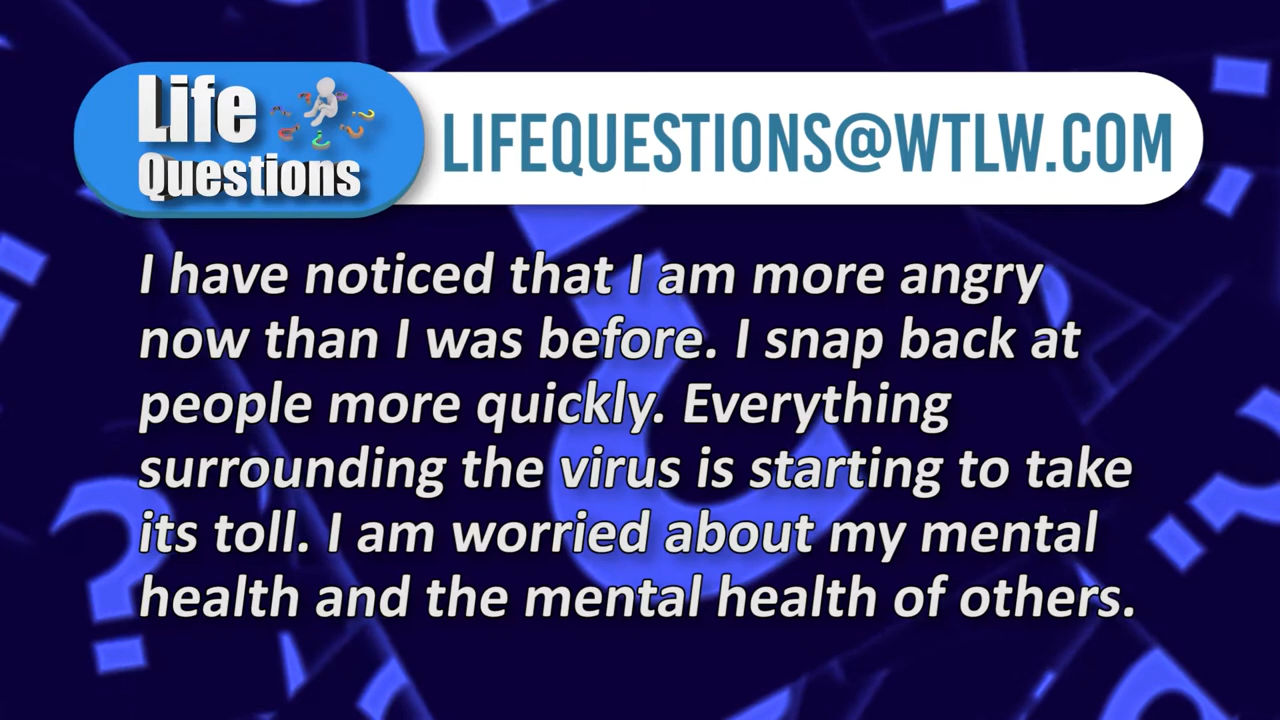 Life
Questions
LIFEQUESTIONS@WTLW.COM
I have noticed that I am more angry
now than I was before. I snap back at
people more quickly. Everything
surrounding the virus is starting to take
its toll. I am worried about my mental
health and the mental health of others.